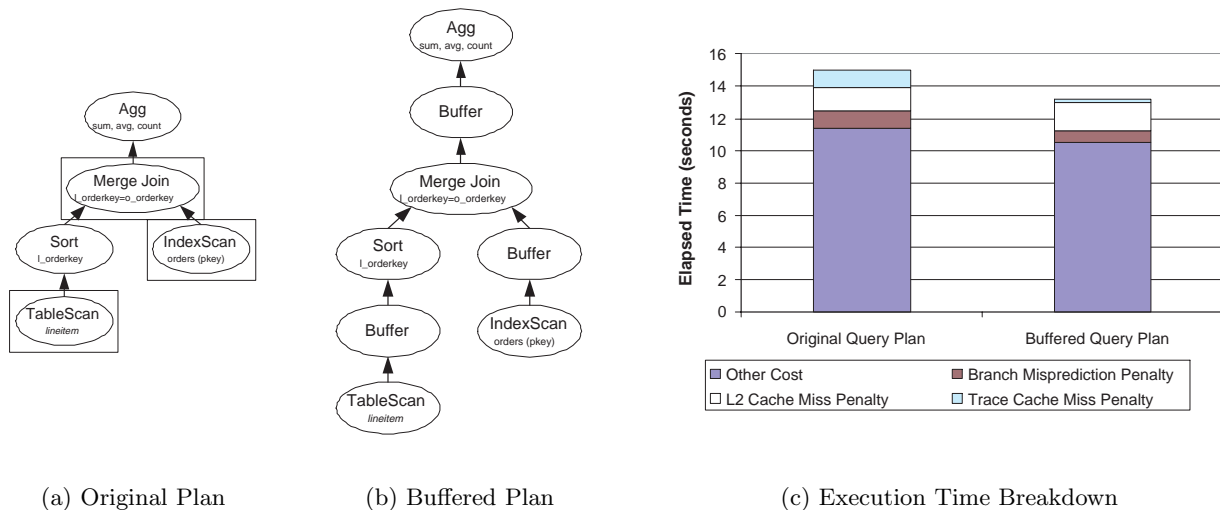 Agg
sum, avg, count
Merge Join
l_orderkey=o_orderkey
Sort
l_orderkey
IndexScan
orders (pkey)
TableScan
lineitem
(a) Original Plan
Agg
sum, avg, count
Buffer
Merge Join
l_orderkey=o_orderkey
Sort
l_orderkey
Buffer
Buffer
IndexScan
orders (pkey)
TableScan
lineitem
(b) Buffered Plan
Elapsed Time (seconds)
16
14
12
10
8
6
4
2
0
Original Query Plan
Buffered Query Plan
Other Cost
Branch Misprediction Penalty
L2 Cache Miss Penalty
Trace Cache Miss Penalty
(c) Execution Time Breakdown